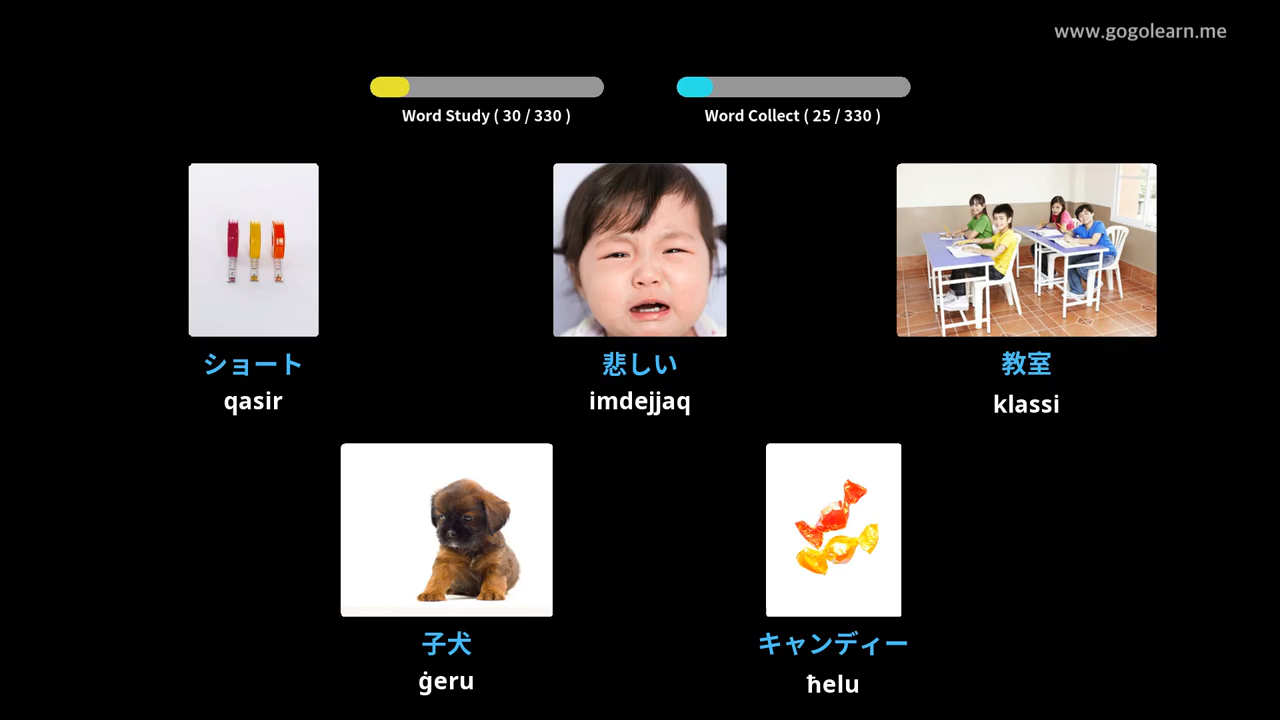 www.gogolearn.me
Word Study ( 30 / 330 )
Word Collect ( 25 / 330 )
ショート
qasir
悲しい
imdejjaq
教室
klassi
子犬
ġeru
キャンディー
ħelu